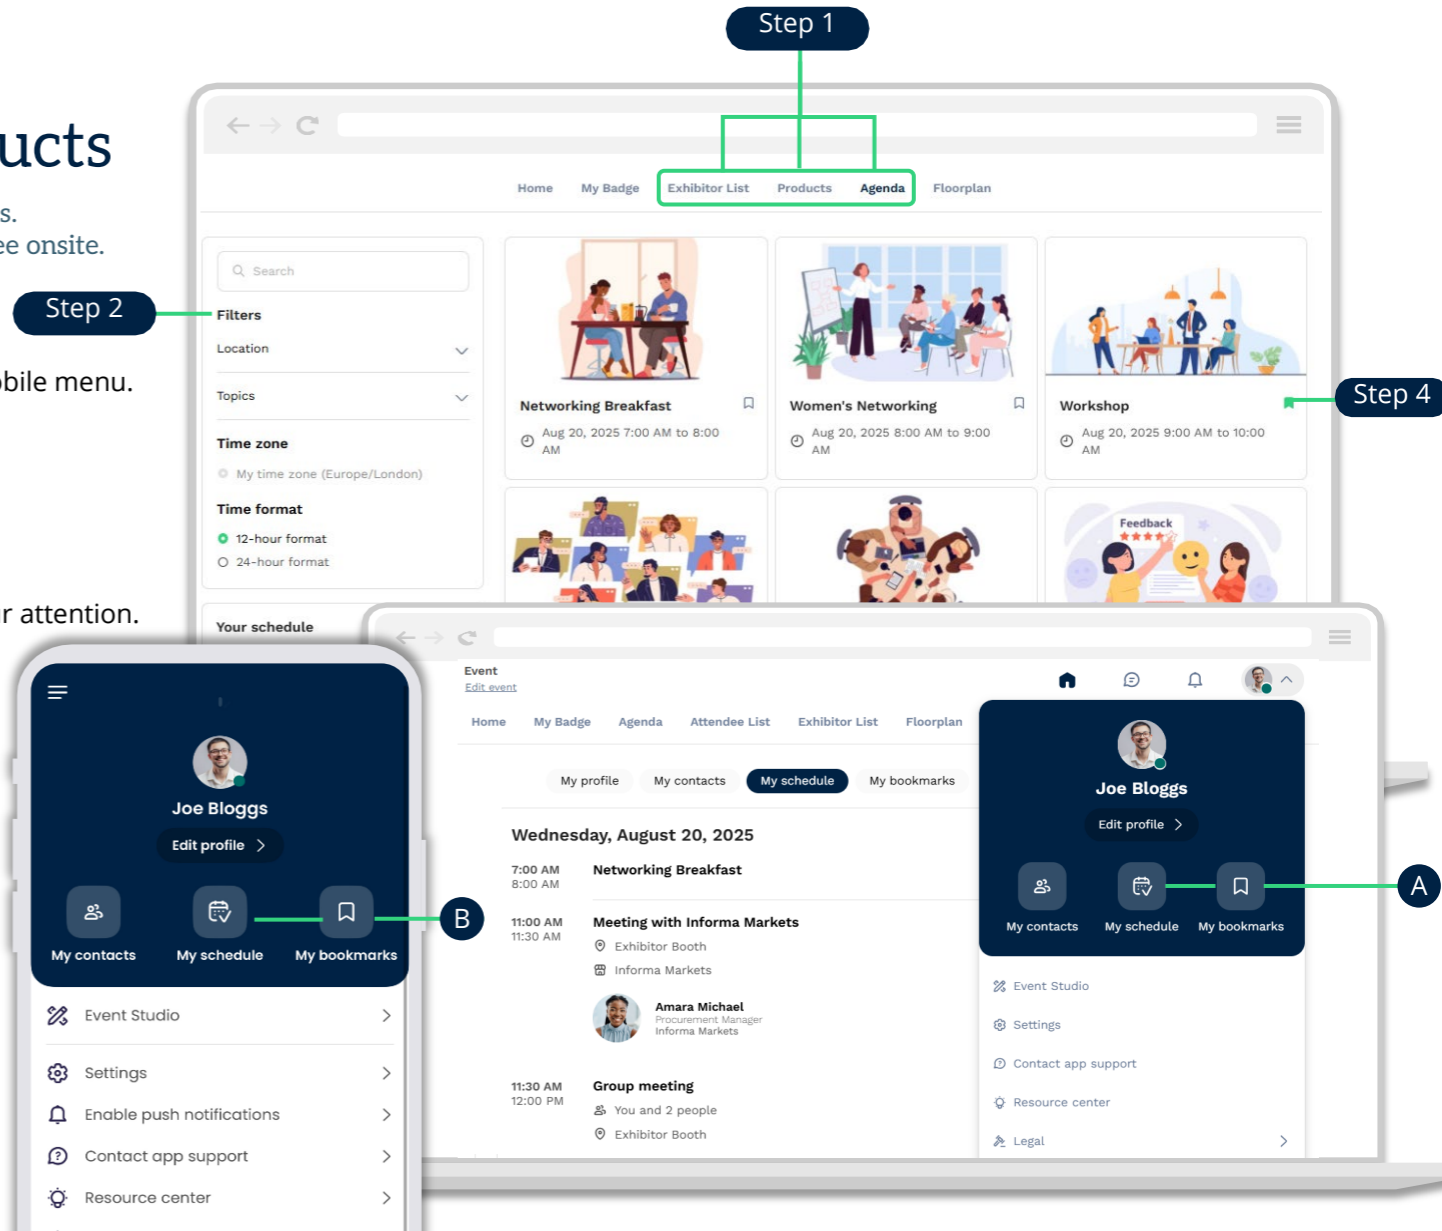 Step 1
ucts
s.
ee onsite.
Step 2
obile menu.
r attention.
Home My Badge Exhibitor List Products Agenda Floorplan
Search
Filters
Location
Topics
Time zone
My time zone (Europe/London)
Time format
12-hour format
24-hour format
Your schedule
Networking Breakfast
Aug 20, 2025 7:00 AM to 8:00
AM
Women's Networking
Aug 20, 2025 8:00 AM to 9:00
AM
Workshop
Aug 20, 2025 9:00 AM to 10:00
AM
Step 4
Feedback
Event
Edit event
Home My Badge Agenda Attendee List Exhibitor List Floorplan
My profile My contacts My schedule My bookmarks
Wednesday, August 20, 2025
7:00 AM Networking Breakfast
8:00 AM
11:00 AM Meeting with Informa Markets
11:30 AM
Exhibitor Booth
Informa Markets
Amara Michael
Procurement Manager
Informa Markets
11:30 AM Group meeting
12:00 PM
You and 2 people
Exhibitor Booth
Joe Bloggs
Edit profile
My contacts My schedule My bookmarks
A
Event Studio
Settings
Contact app support
Resource center
Legal
Joe Bloggs
Edit profile
My contacts My schedule My bookmarks
B
Event Studio
Settings
Enable push notifications
Contact app support
Resource center